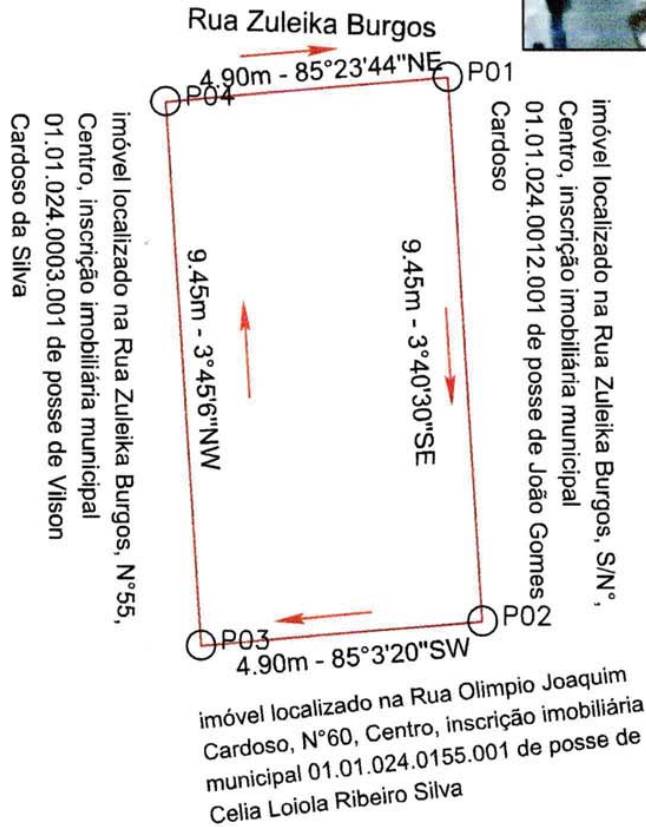 Rua Zuleika Burgos
4.90m - 85°23'44"NE
P01
P04
imóvel localizado na Rua Zuleika Burgos, S/N°,
Centro, inscrição imobiliária municipal
01.01.024.0012.001 de posse de João Gomes
Cardoso
9.45m - 3°40'30"SE
9.45m - 3°45'6"NW
imóvel localizado na Rua Zuleika Burgos, N°55,
Centro, inscrição imobiliária municipal
01.01.024.0003.001 de posse de Vilson
Cardoso da Silva
P02
P03
4.90m - 85°3'20"SW
imóvel localizado na Rua Olimpio Joaquim
Cardoso, N°60, Centro, inscrição imobiliária
municipal 01.01.024.0155.001 de posse de
Celia Loiola Ribeiro Silva